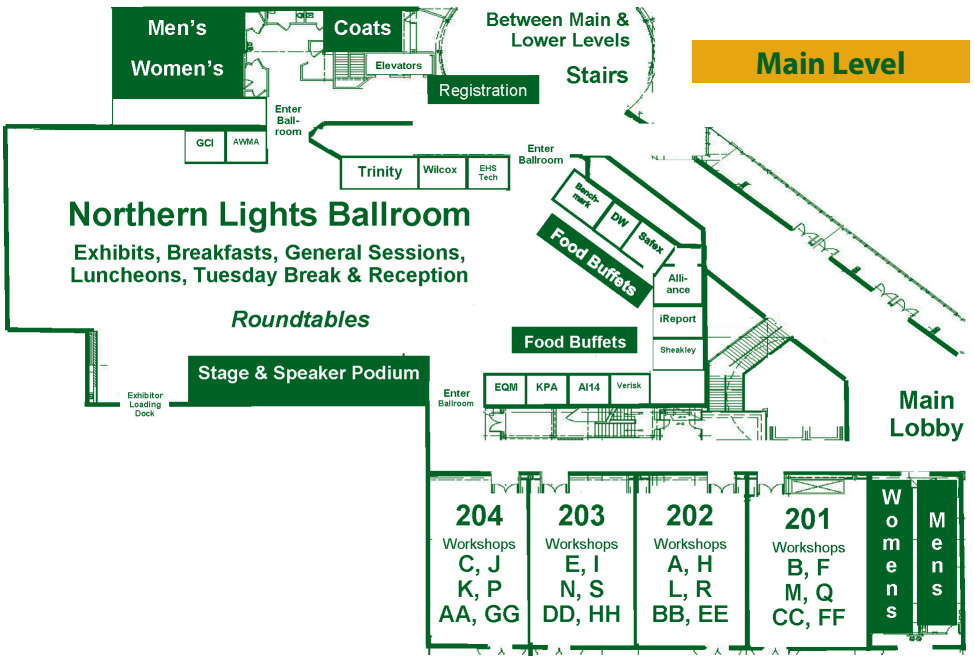 Men's
Women's
Coats
Elevators
Between Main &
Lower Levels
Stairs
Main Level
Registration
Enter
Ball-
room
GCI
AWMA
Trinity
Wilcox
EHS
Tech
Enter
Ballroom
Bench-
mark
DW
Safex
Food Buffets
Alli-
ance
iReport
Sheakley
Northern Lights Ballroom
Exhibits, Breakfasts, General Sessions,
Luncheons, Tuesday Break & Reception
Roundtables
Food Buffets
Stage & Speaker Podium
Exhibitor
Loading
Dock
Enter
Ballroom
EQM
KPA
AI14
Verisk
Main
Lobby
204
Workshops
C, J
K, P
AA, GG
203
Workshops
E, I
N, S
DD, HH
202
Workshops
A, H
L, R
BB, EE
201
Workshops
B, F
M, Q
CC, FF
Womens
Mens